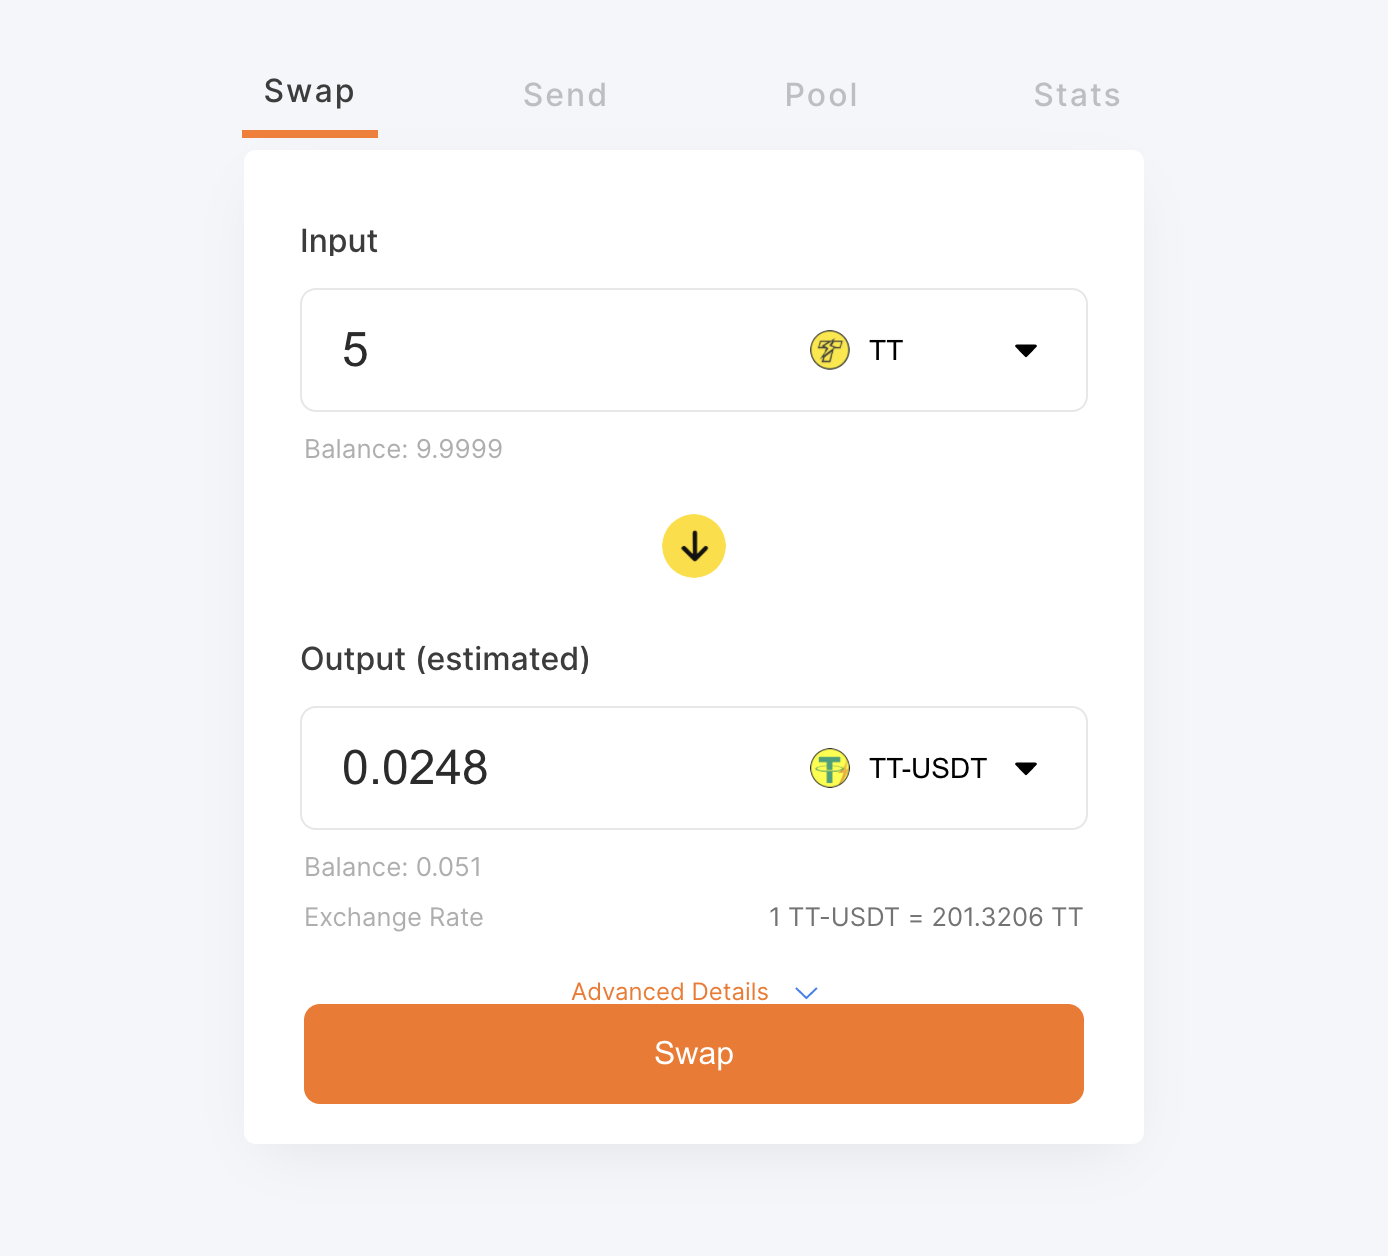 Swap Send Pool Stats
Input
5 TT
Balance: 9.9999
Output (estimated)
0.0248 TT-USDT
Balance: 0.051
Exchange Rate 1 TT-USDT = 201.3206 TT
Advanced Details
Swap